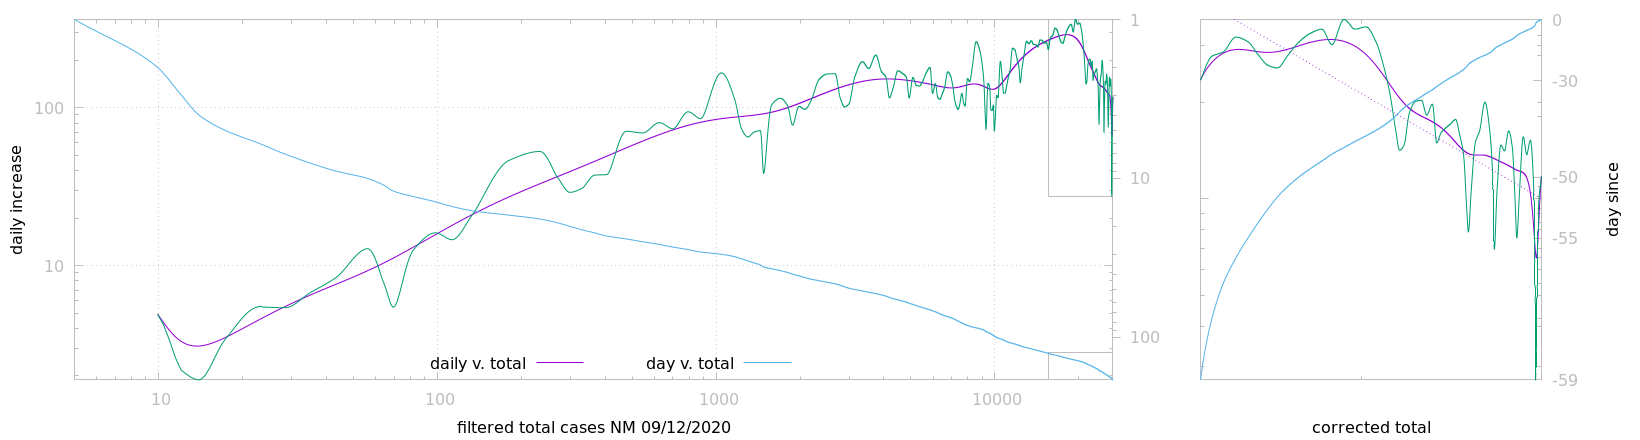 1 0
100 -30
10 -50
daily increase day since
10 -55
daily v. total day v. total 100
-59
10 100 1000 10000
filtered total cases NM 09/12/2020 corrected total